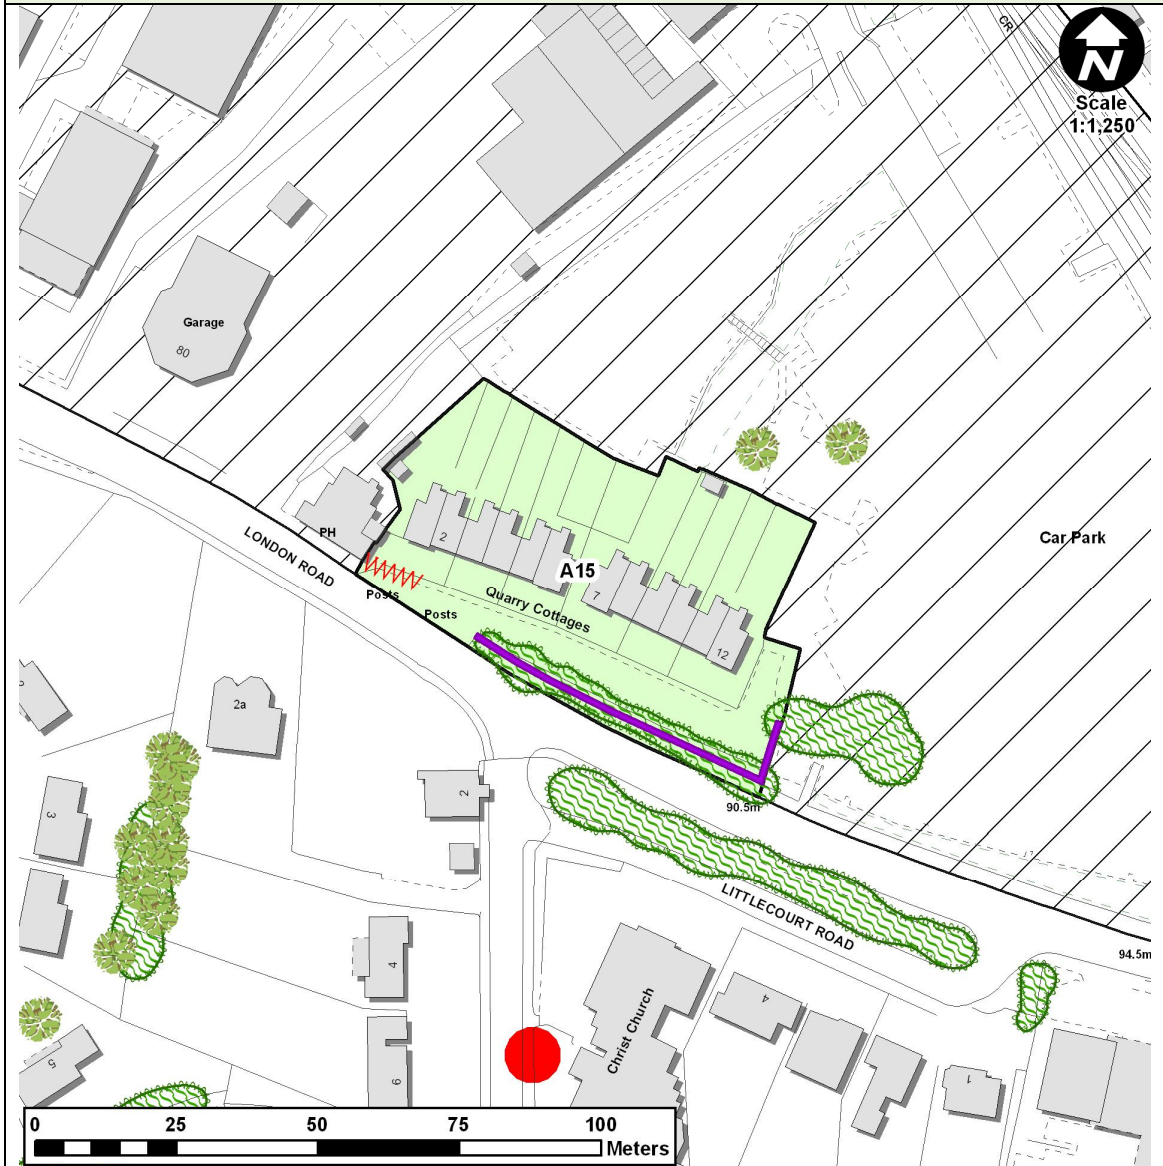 CR
N
Scale
1:1,250
Garage
80
PH
LONDON ROAD
2
A15
Car Park
Posts
Posts
Quarry Cottages
7
12
2a
2
3
90.5m
LITTLECOURT ROAD
94.5m
4
Christ Church
4
5
6
1
0 25 50 75 100
Meters